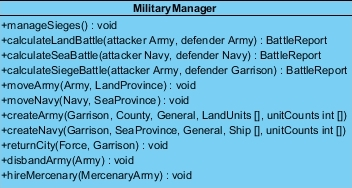 MilitaryManager
+manageSieges() : void
+calculateLandBattle(attacker Army, defender Army) : BattleReport
+calculateSeaBattle(attacker Navy, defender Navy) : BattleReport
+calculateSiegeBattle(attacker Army, defender Garrison) : BattleReport
+moveArmy(Army, LandProvince) : void
+moveNavy(Navy, SeaProvince) : void
+createArmy(Garrison, County, General, LandUnits [], unitCounts int [])
+createNavy(Garrison, SeaProvince, General, Ship [], unitCounts int [])
+returnCity(Force, Garrison) : void
+disbandArmy(Army) : void
+hireMercenary(MercenaryArmy) : void